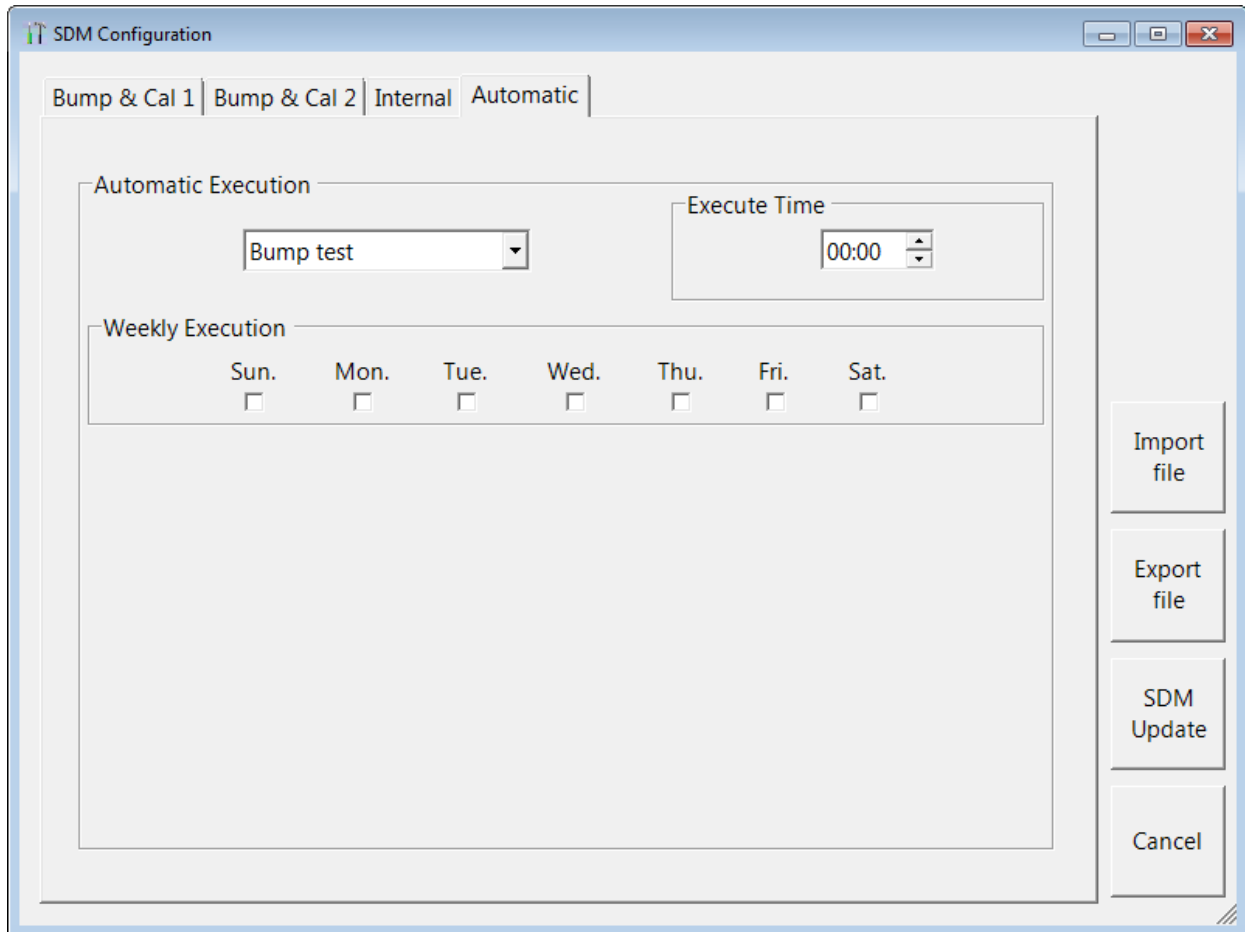 SDM Configuration
Bump & Cal 1 Bump & Cal 2 Internal Automatic
Automatic Execution
Execute Time
Bump test
00:00
Weekly Execution
Sun. Mon. Tue. Wed. Thu. Fri. Sat.
Import
file
Export
file
SDM
Update
Cancel